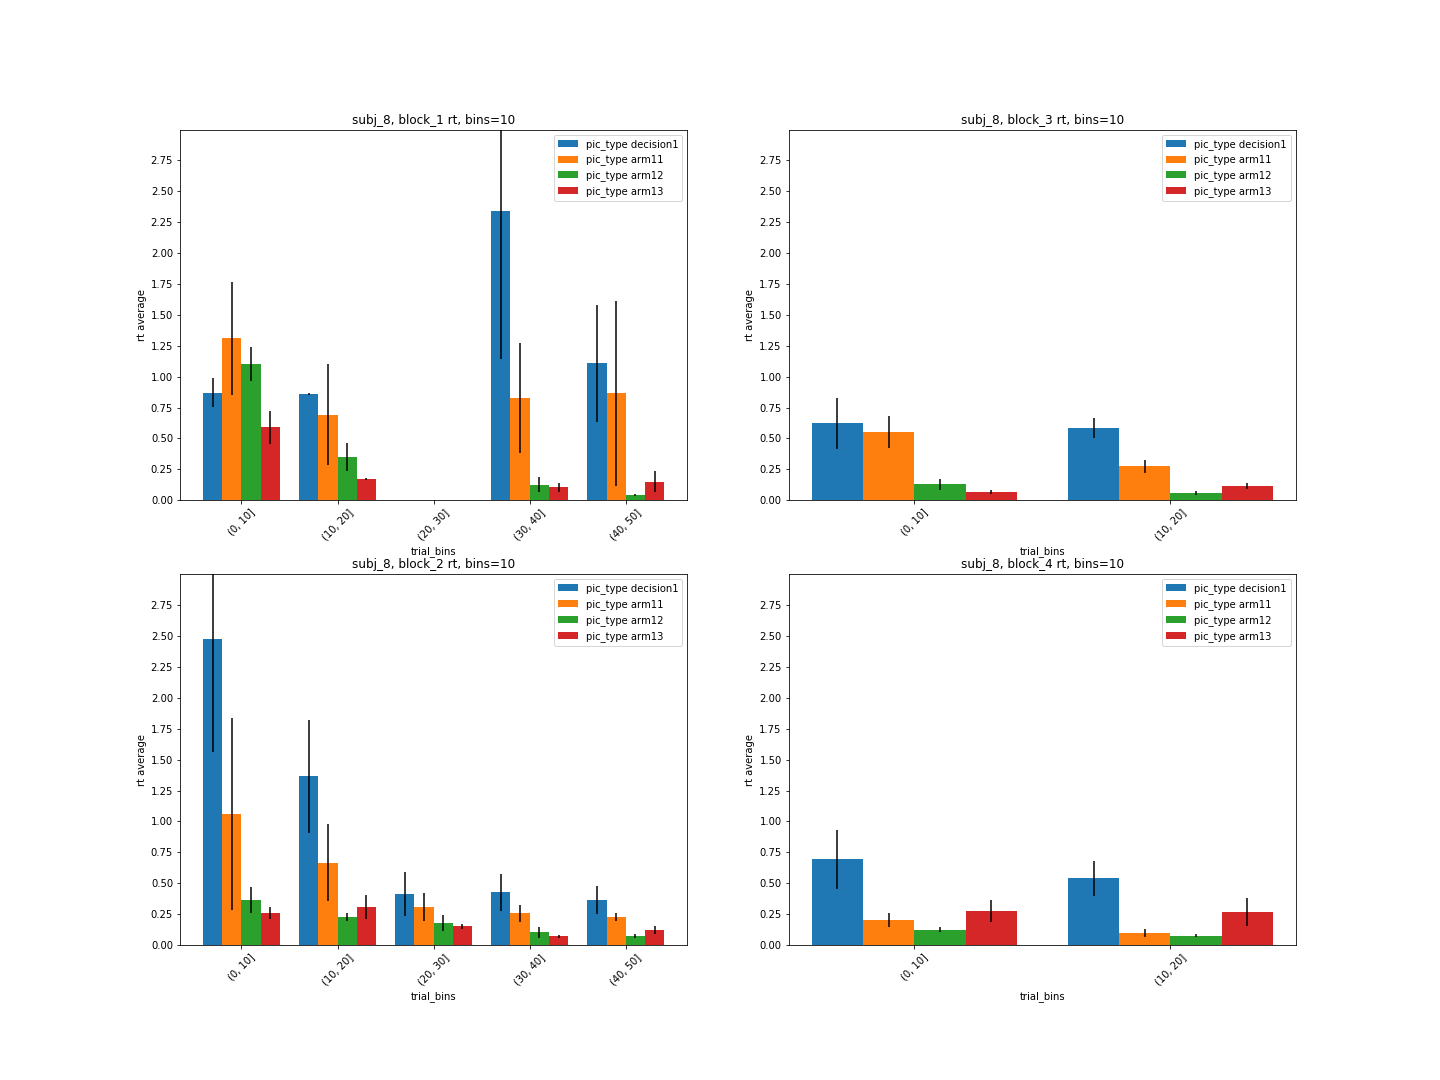 subj_8, block_1 rt, bins=10
pic_type decision1
pic_type arm11
pic_type arm12
pic_type arm13
2.75
2.50
2.25
2.00
1.75
1.50
1.25
1.00
0.75
0.50
0.25
0.00
rt average
(0, 10]
(10, 20]
(20, 30]
(30, 40]
(40, 50]
trial_bins
subj_8, block_3 rt, bins=10
pic_type decision1
pic_type arm11
pic_type arm12
pic_type arm13
2.75
2.50
2.25
2.00
1.75
1.50
1.25
1.00
0.75
0.50
0.25
0.00
rt average
(0, 10]
(10, 20]
trial_bins
subj_8, block_2 rt, bins=10
pic_type decision1
pic_type arm11
pic_type arm12
pic_type arm13
2.75
2.50
2.25
2.00
1.75
1.50
1.25
1.00
0.75
0.50
0.25
0.00
rt average
(0, 10]
(10, 20]
(20, 30]
(30, 40]
(40, 50]
trial_bins
subj_8, block_4 rt, bins=10
pic_type decision1
pic_type arm11
pic_type arm12
pic_type arm13
2.75
2.50
2.25
2.00
1.75
1.50
1.25
1.00
0.75
0.50
0.25
0.00
rt average
(0, 10]
(10, 20]
trial_bins